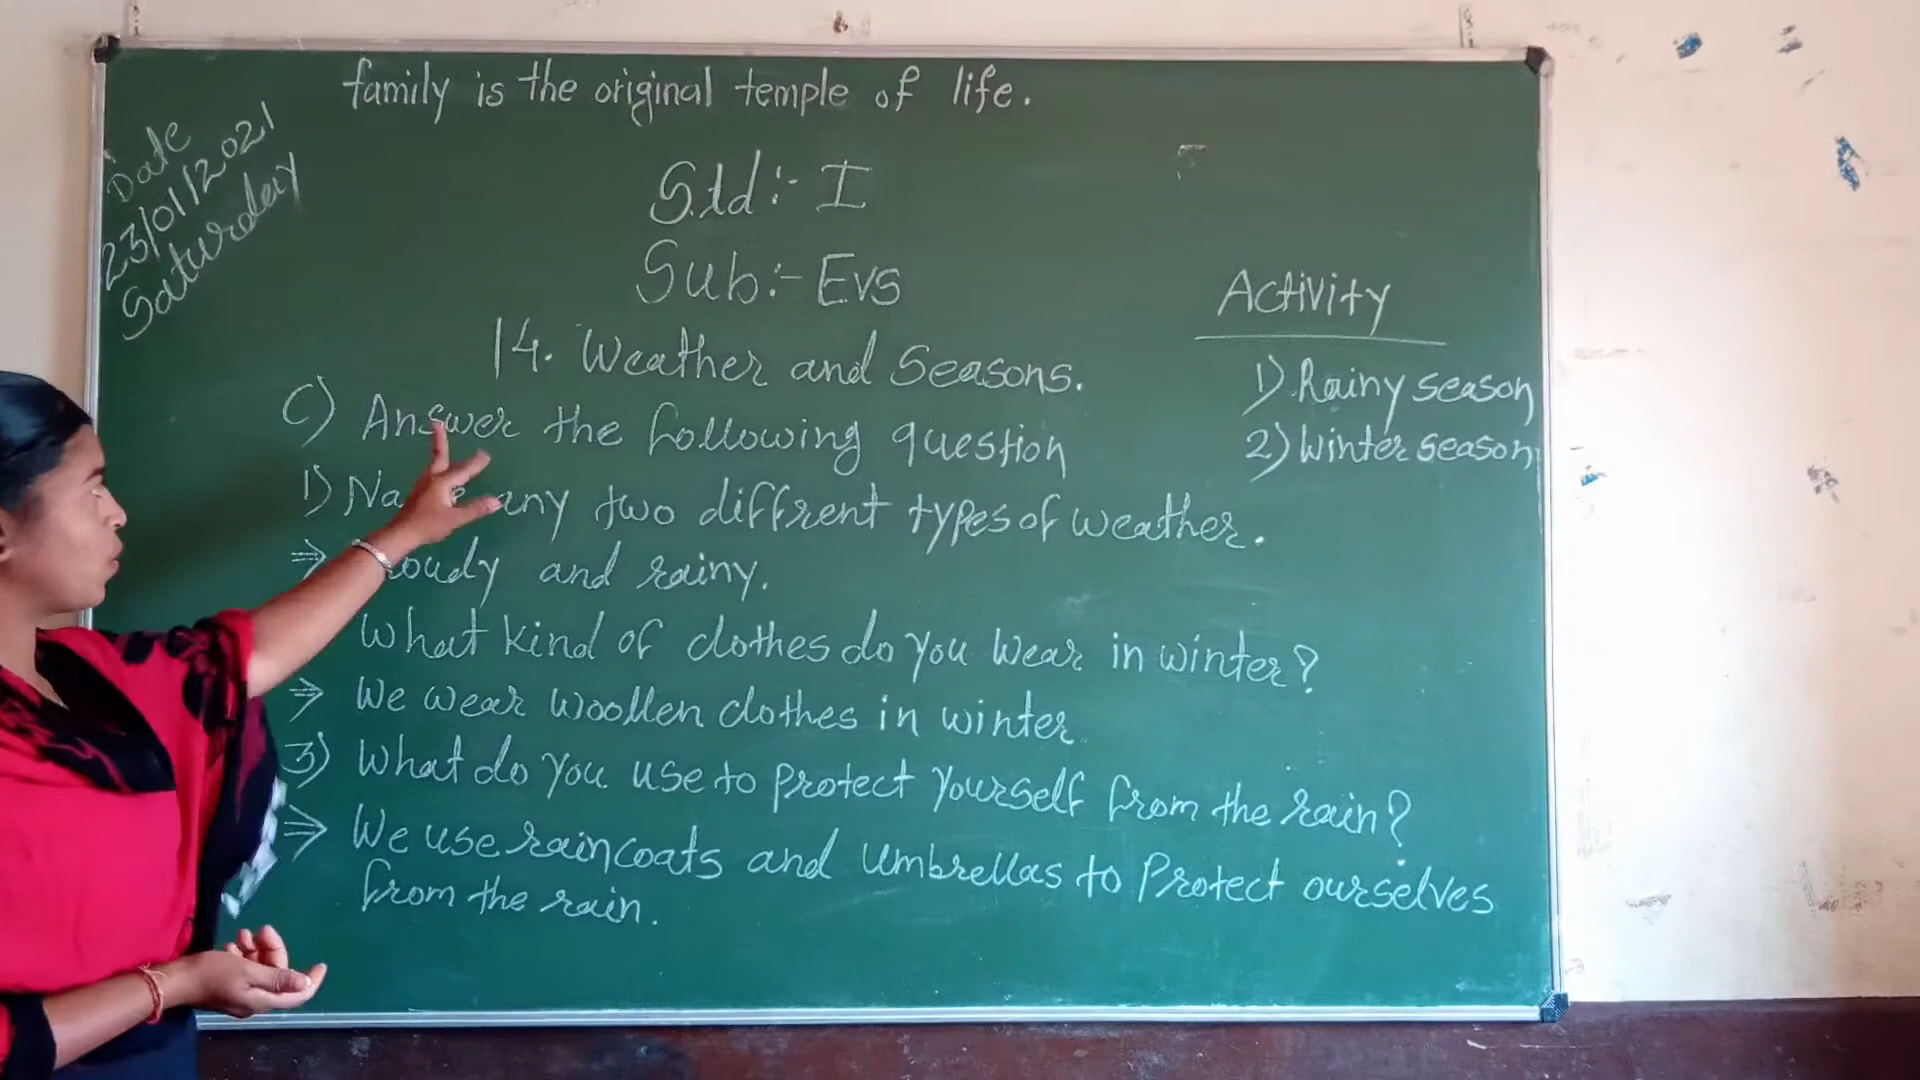 family is the original temple of life.
Date
23/01/2021
Saturday
Std:- I
Sub:- Evs
14. Weather and Seasons.
C) Answer the following question
1) Name any two diffrent types of weather.
⇒ Cloudy and rainy.
What kind of clothes do you wear in winter?
⇒ We wear woollen clothes in winter
3) What do you use to protect yourself from the rain?
⇒ We use raincoats and umbrellas to protect ourselves
from the rain.
Activity
1) Rainy season
2) Winter season